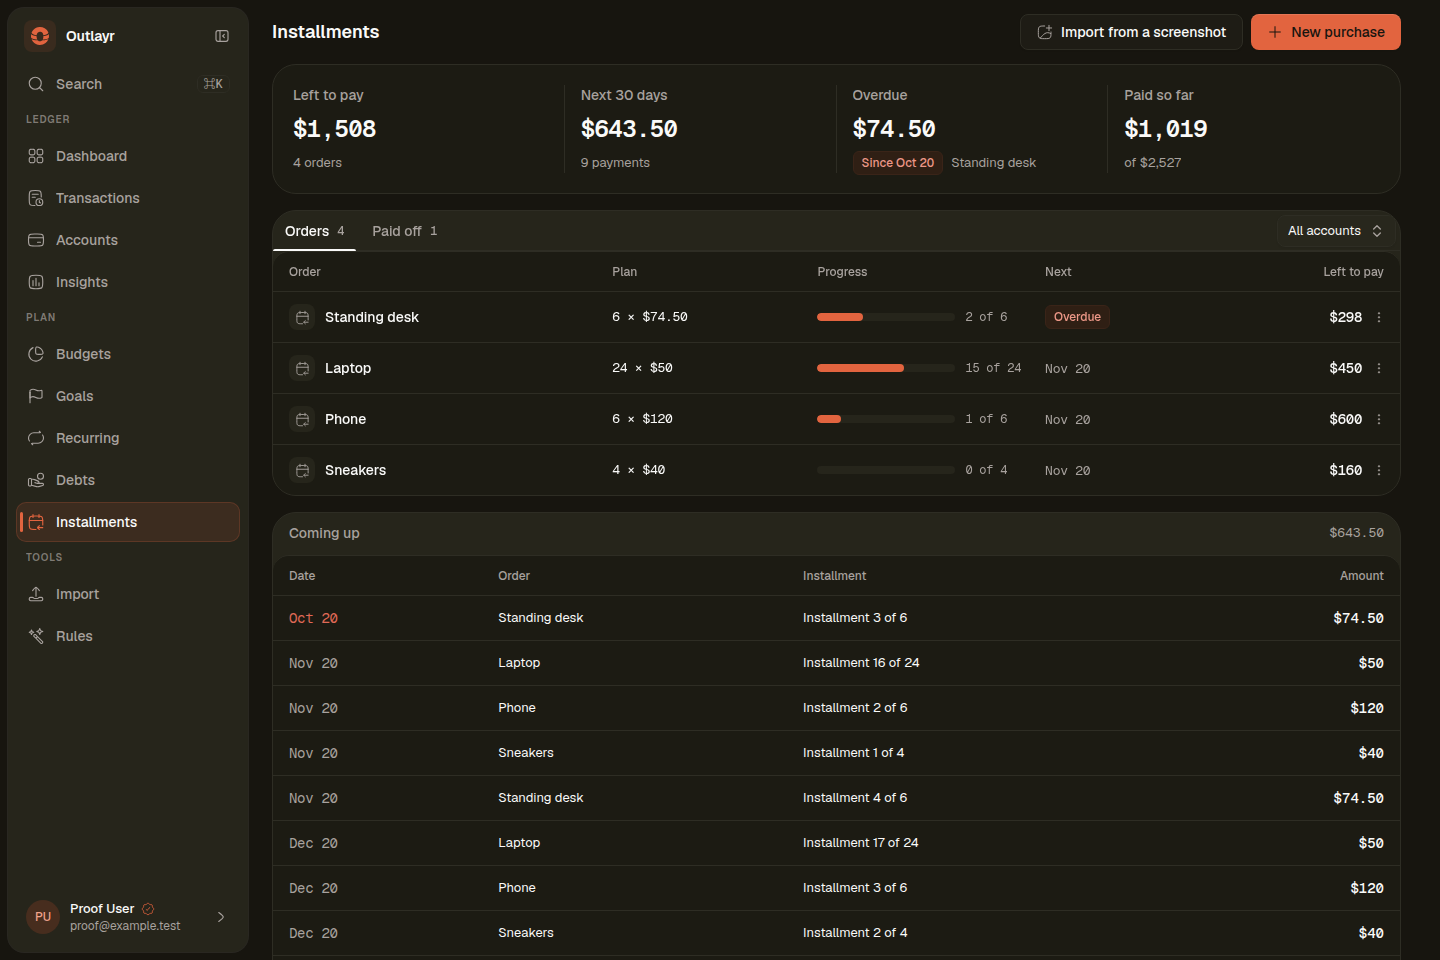 Outlayr
Search ⌘K
LEDGER
Dashboard
Transactions
Accounts
Insights
PLAN
Budgets
Goals
Recurring
Debts
Installments
TOOLS
Import
Rules
PU
Proof User
proof@example.test
Installments
Import from a screenshot
New purchase
Left to pay
$1,508
4 orders
Next 30 days
$643.50
9 payments
Overdue
$74.50
Since Oct 20 Standing desk
Paid so far
$1,019
of $2,527
Orders 4 Paid off 1 All accounts
Order Plan Progress Next Left to pay
Standing desk 6 × $74.50 2 of 6 Overdue $298
Laptop 24 × $50 15 of 24 Nov 20 $450
Phone 6 × $120 1 of 6 Nov 20 $600
Sneakers 4 × $40 0 of 4 Nov 20 $160
Coming up $643.50
Date Order Installment Amount
Oct 20 Standing desk Installment 3 of 6 $74.50
Nov 20 Laptop Installment 16 of 24 $50
Nov 20 Phone Installment 2 of 6 $120
Nov 20 Sneakers Installment 1 of 4 $40
Nov 20 Standing desk Installment 4 of 6 $74.50
Dec 20 Laptop Installment 17 of 24 $50
Dec 20 Phone Installment 3 of 6 $120
Dec 20 Sneakers Installment 2 of 4 $40